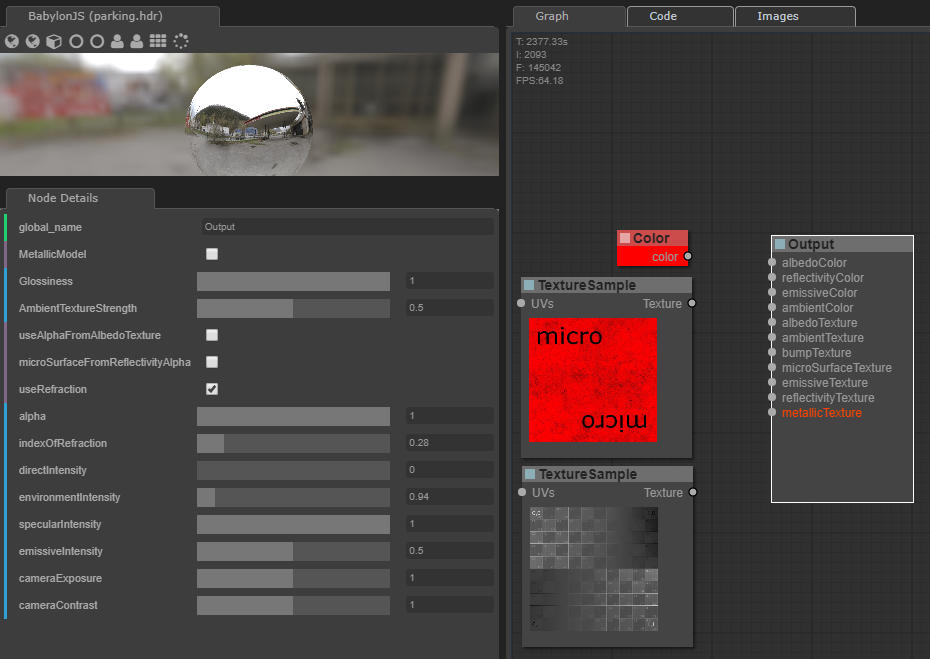 BabylonJS (parking.hdr)
Node Details
global_name Output
MetallicModel
Glossiness 1
AmbientTextureStrength 0.5
useAlphaFromAlbedoTexture
microSurfaceFromReflectivityAlpha
useRefraction
alpha 1
indexOfRefraction 0.28
directIntensity 0
environmentIntensity 0.94
specularIntensity 1
emissiveIntensity 0.5
cameraExposure 1
cameraContrast 1
Graph Code Images
T: 2377.33s
I: 2093
F: 145042
FPS:64.18
Color
color
TextureSample
UVs Texture
micro
micro
TextureSample
UVs Texture
Output
albedoColor
reflectivityColor
emissiveColor
ambientColor
albedoTexture
ambientTexture
bumpTexture
microSurfaceTexture
emissiveTexture
reflectivityTexture
metallicTexture